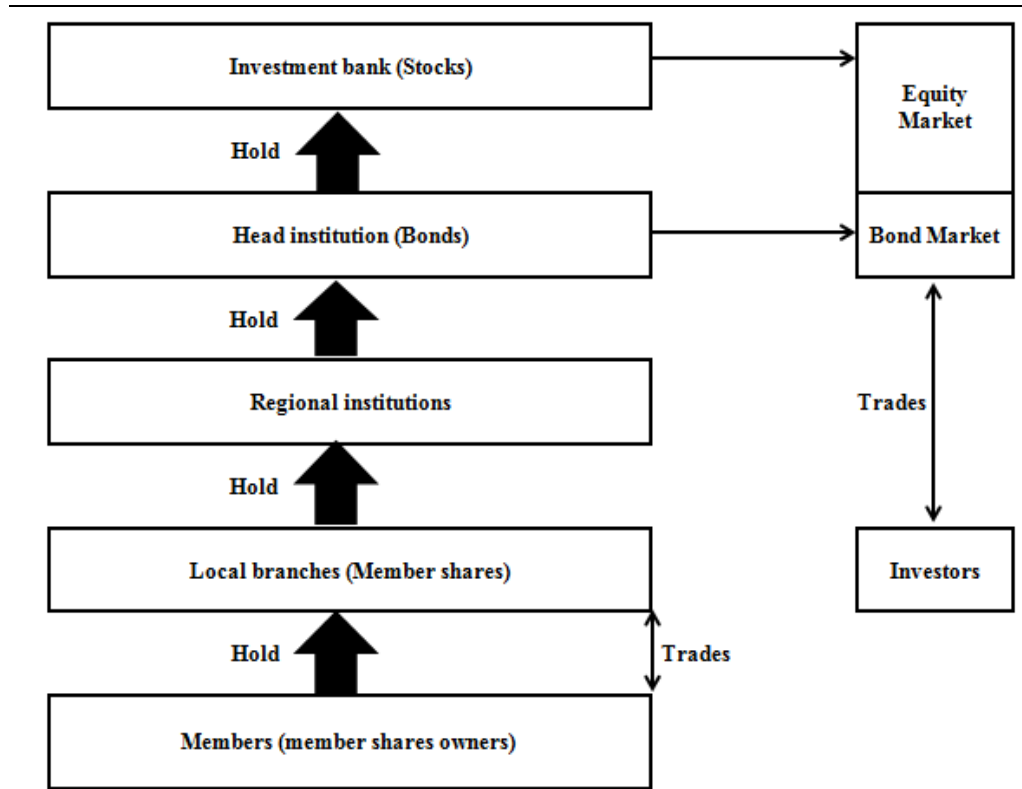 Investment bank (Stocks)
Equity
Market
Hold
Head institution (Bonds)
Bond Market
Hold
Regional institutions
Trades
Hold
Local branches (Member shares)
Investors
Hold
Trades
Members (member shares owners)